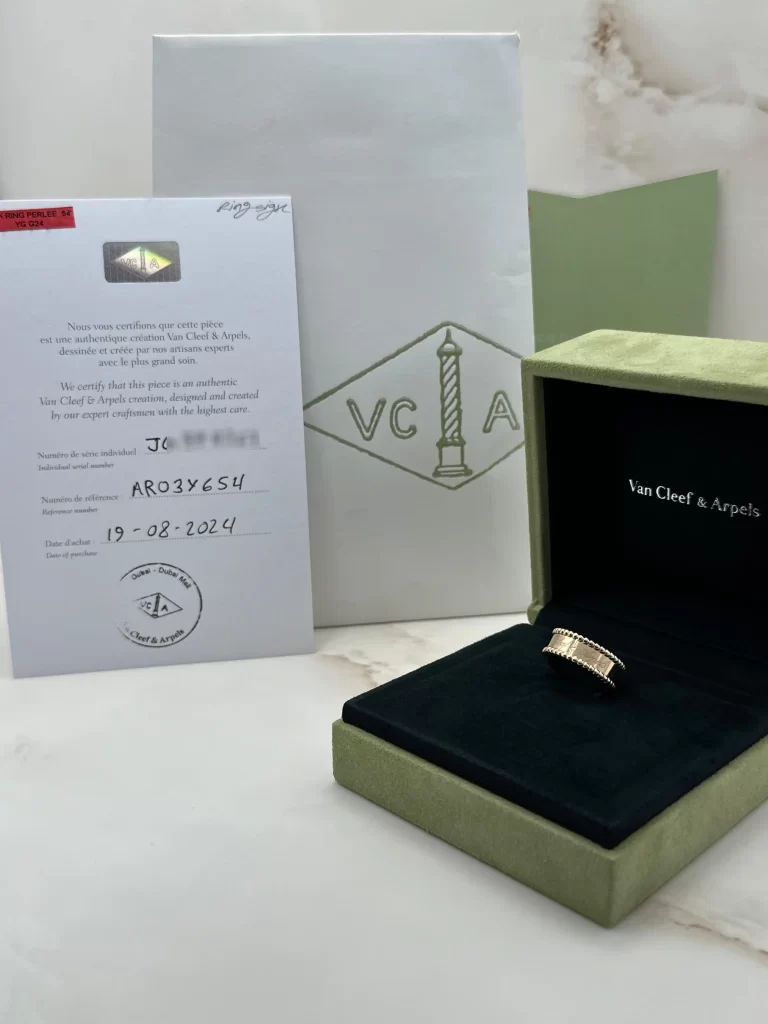 RING PERLEE 54
YG G24
Ring-sign
VC A
Nous vous certifions que cette pièce
est une authentique création Van Cleef & Arpels,
dessinée et créée par nos artisans experts
avec le plus grand soin.
We certify that this piece is an authentic
Van Cleef & Arpels creation, designed and created
by our expert craftsmen with the highest care.
Numéro de série individuel
Individual serial number
Numéro de référence AR03Y654
Reference number
Date d'achat 19-08-2024
Date of purchase
Dubai - Dubai Mall
VC A
Van Cleef & Arpels
VC A
Van Cleef & Arpels